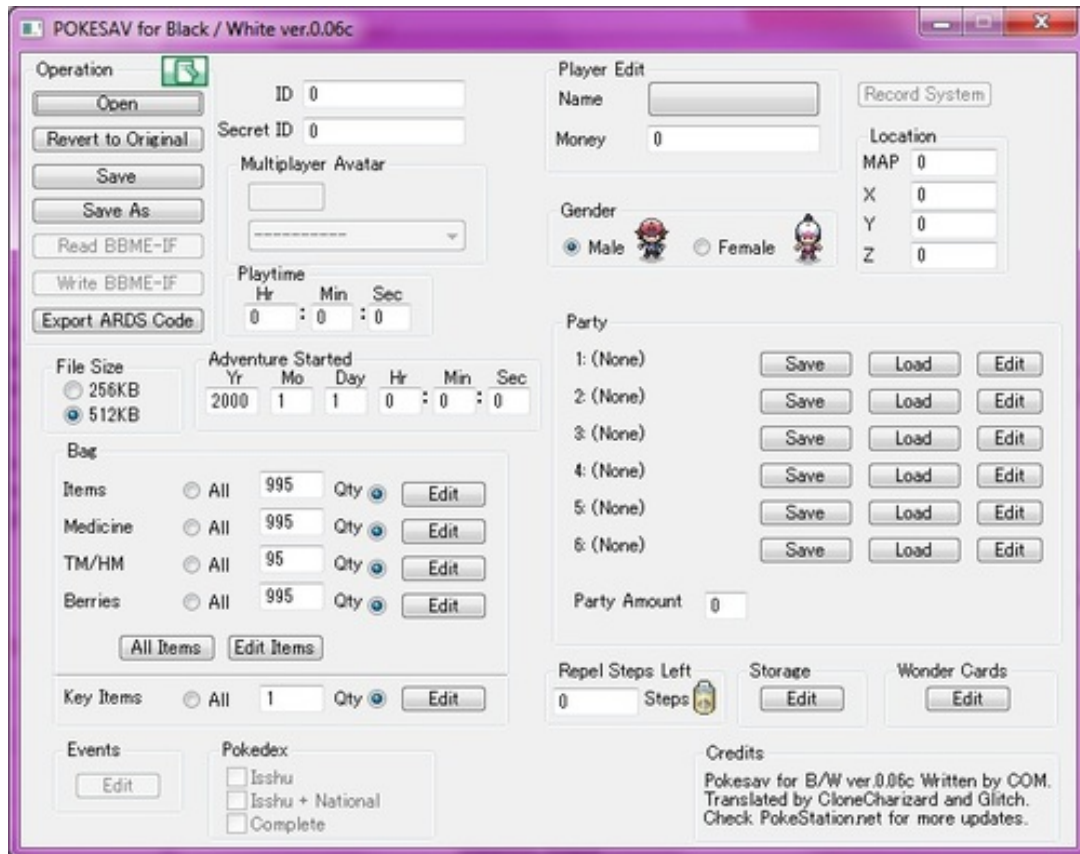 POKESAV for Black / White ver.0.06c
Operation
Open
Revert to Original
Save
Save As
Read BBME-IF
Write BBME-IF
Export ARDS Code
ID 0
Secret ID 0
Multiplayer Avatar
----------
Playtime
Hr Min Sec
0 : 0 : 0
Player Edit
Name
Money 0
Record System
Location
MAP 0
X 0
Y 0
Z 0
Gender
Male Female
File Size
256KB
512KB
Adventure Started
Yr Mo Day Hr Min Sec
2000 1 1 0 : 0 : 0
Party
1: (None) Save Load Edit
2: (None) Save Load Edit
3: (None) Save Load Edit
4: (None) Save Load Edit
5: (None) Save Load Edit
6: (None) Save Load Edit
Party Amount 0
Bag
Items All 995 Qty Edit
Medicine All 995 Qty Edit
TM/HM All 95 Qty Edit
Berries All 995 Qty Edit
All Items Edit Items
Key Items All 1 Qty Edit
Repel Steps Left
0 Steps
Storage
Edit
Wonder Cards
Edit
Events
Edit
Pokedex
Isshu
Isshu + National
Complete
Credits
Pokesav for B/W ver.0.06c Written by COM.
Translated by CloneCharizard and Glitch.
Check PokeStation.net for more updates.